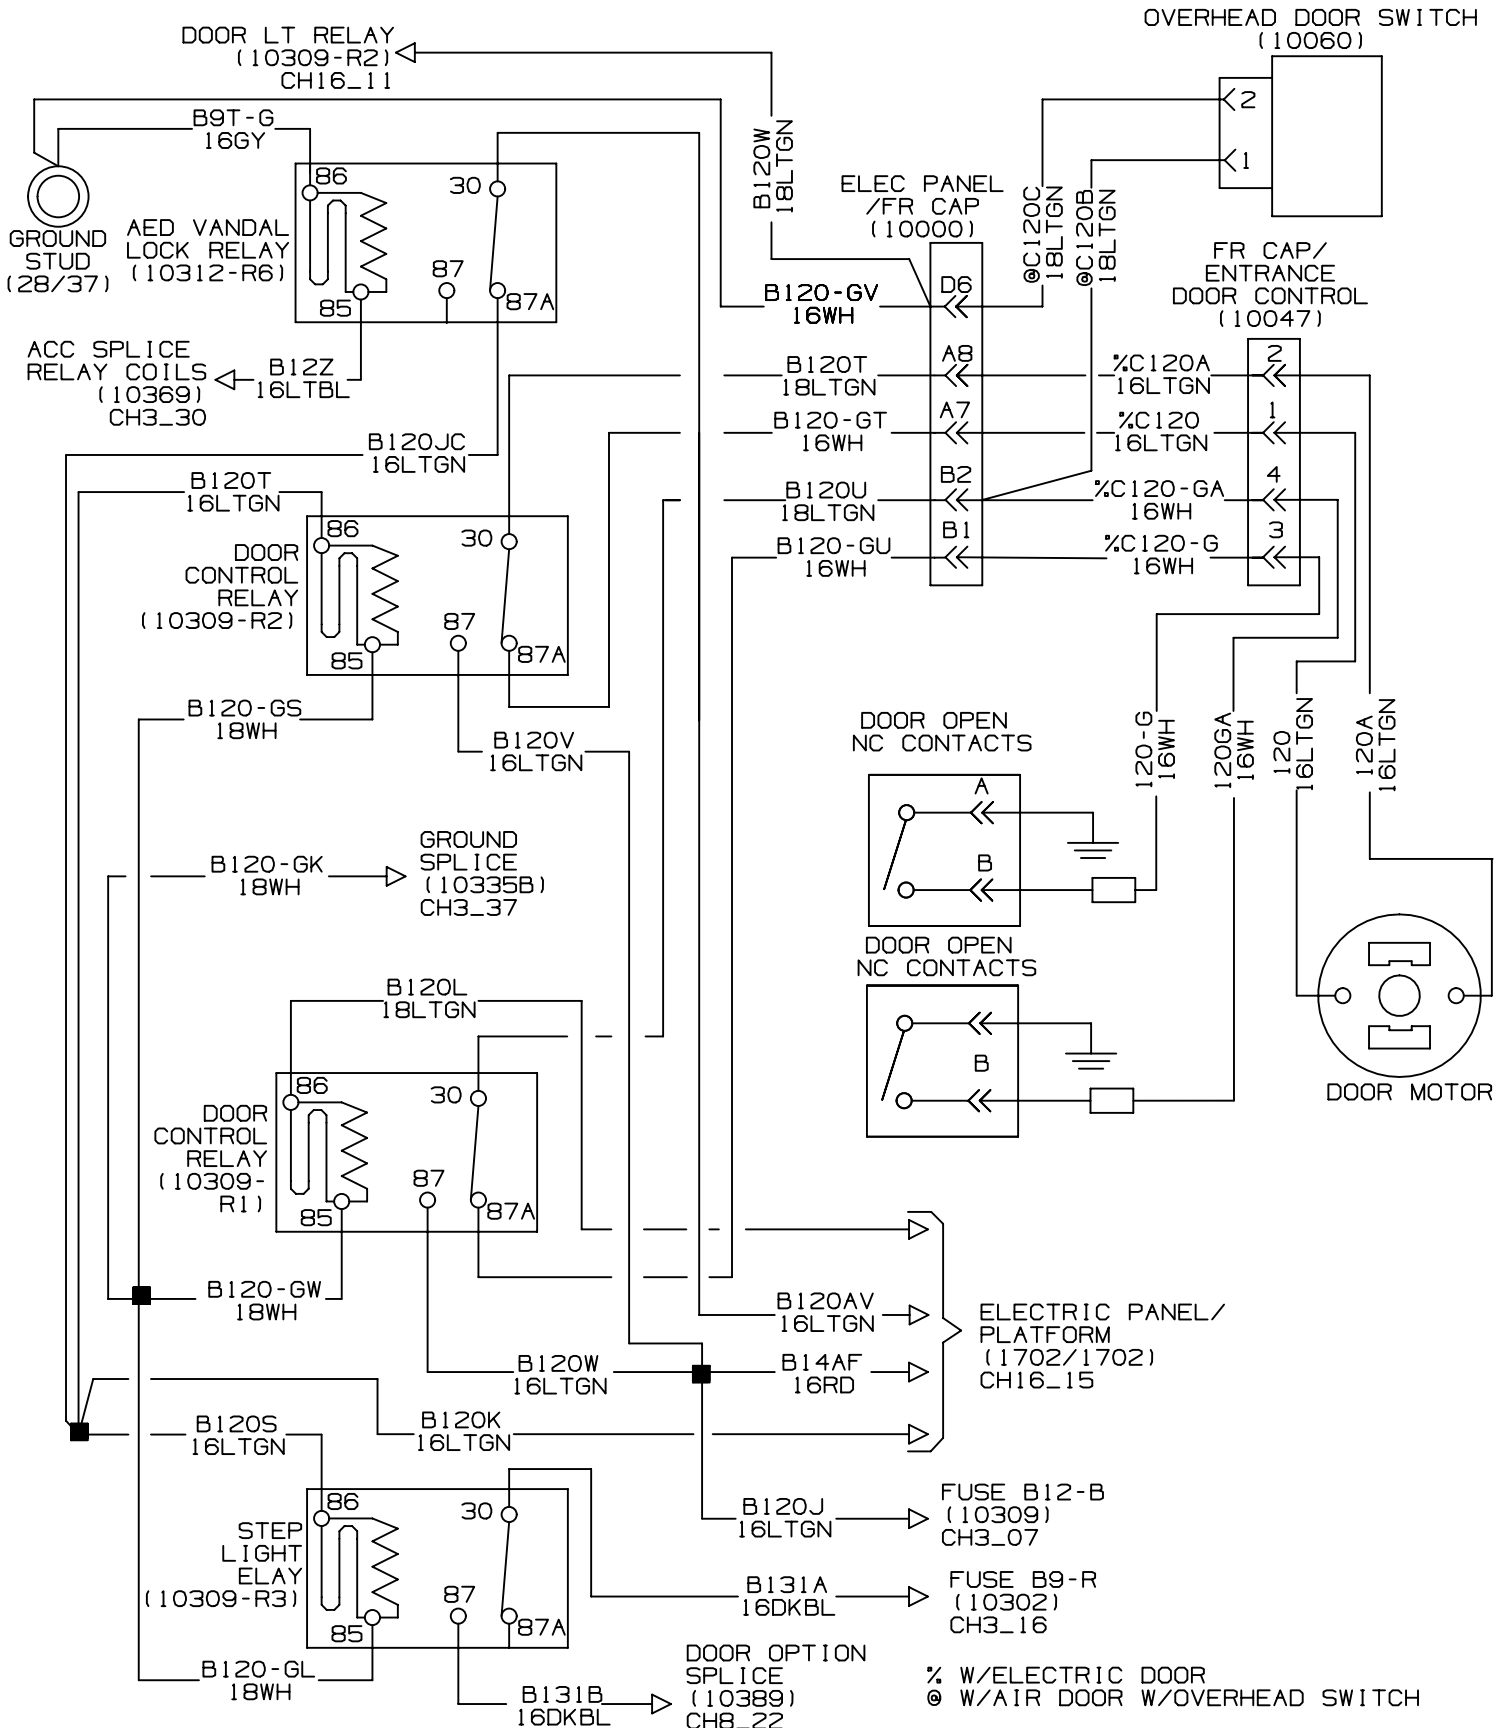 OVERHEAD DOOR SWITCH
(10060)
2
1
DOOR LT RELAY
(10309-R2)
CH16_11
B9T-G
16GY
GROUND
STUD
(28/37)
AED VANDAL
LOCK RELAY
(10312-R6)
86
30
87
85
87A
B120W
18LTGN
ELEC PANEL
/FR CAP
(10000)
@C120C
18LTGN
@C120B
18LTGN
FR CAP/
ENTRANCE
DOOR CONTROL
(10047)
B120-GV
16WH
D6
ACC SPLICE
RELAY COILS
(10369)
CH3_30
B12Z
16LTBL
B120T
18LTGN
A8
%C120A
16LTGN
2
B120-GT
16WH
A7
%C120
16LTGN
1
B120JC
16LTGN
B120T
16LTGN
B120U
18LTGN
B2
%C120-GA
16WH
4
B120-GU
16WH
B1
%C120-G
16WH
3
DOOR
CONTROL
RELAY
(10309-R2)
86
30
87
85
87A
B120-GS
18WH
B120V
16LTGN
DOOR OPEN
NC CONTACTS
A
B
120-G
16WH
120GA
16WH
120
16LTGN
120A
16LTGN
B120-GK
18WH
GROUND
SPLICE
(10335B)
CH3_37
DOOR OPEN
NC CONTACTS
B
DOOR MOTOR
B120L
18LTGN
DOOR
CONTROL
RELAY
(10309-
R1)
86
30
87
85
87A
B120-GW
18WH
B120AV
16LTGN
ELECTRIC PANEL/
PLATFORM
(1702/1702)
CH16_15
B120W
16LTGN
B14AF
16RD
B120S
16LTGN
B120K
16LTGN
B120J
16LTGN
FUSE B12-B
(10309)
CH3_07
STEP
LIGHT
ELAY
(10309-R3)
86
30
87
85
87A
B131A
16DKBL
FUSE B9-R
(10302)
CH3_16
B120-GL
18WH
B131B
16DKBL
DOOR OPTION
SPLICE
(10389)
CH8_22
% W/ELECTRIC DOOR
@ W/AIR DOOR W/OVERHEAD SWITCH